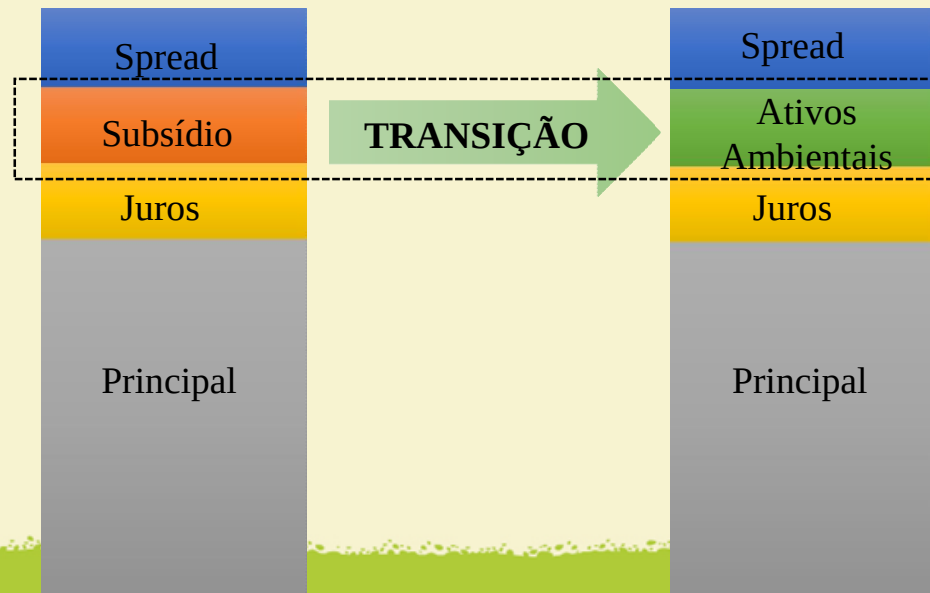 Spread
Subsídio
Juros
Principal
TRANSIÇÃO
Spread
Ativos
Ambientais
Juros
Principal